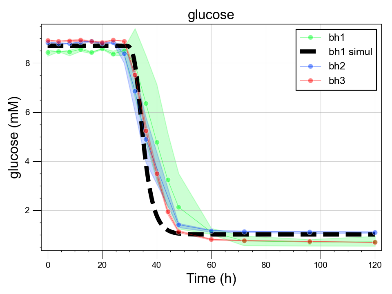 glucose
bh1
bh1 simul
bh2
bh3
8
6
4
2
glucose (mM)
0 20 40 60 80 100 120
Time (h)